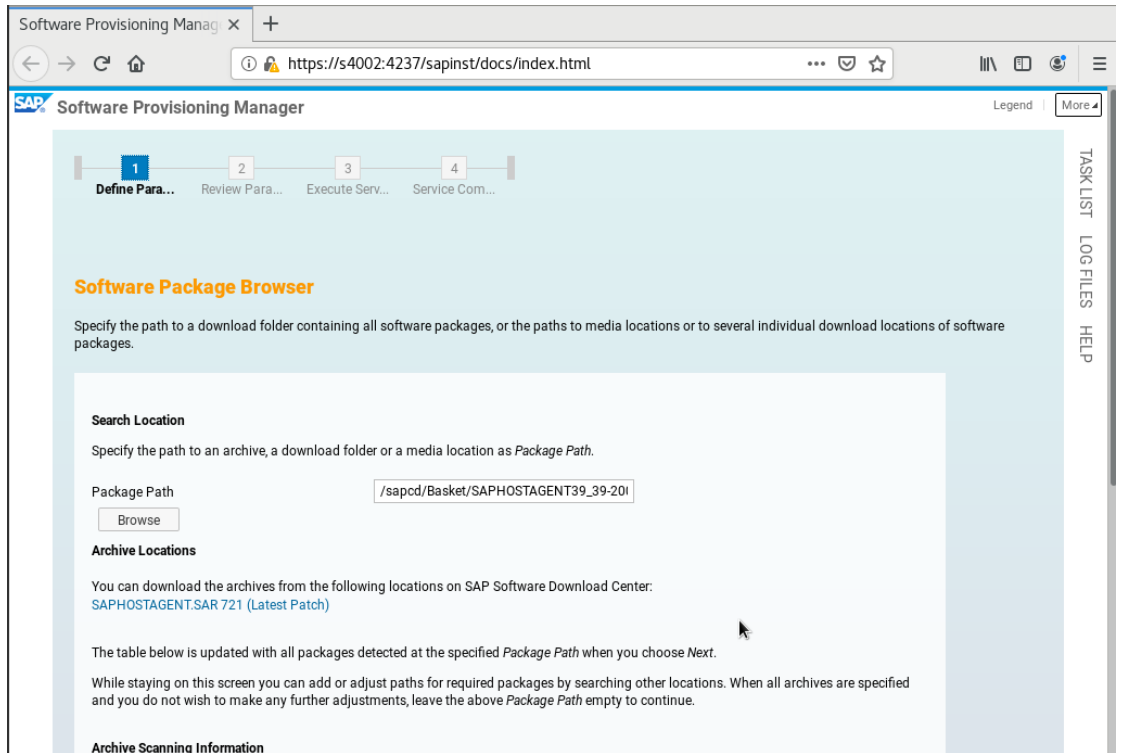 Software Provisioning Manag
https://s4002:4237/sapinst/docs/index.html
SAP Software Provisioning Manager
Legend
More
1
2
3
4
Define Para...
Review Para...
Execute Serv...
Service Com...
TASK LIST
LOG FILES
HELP
Software Package Browser
Specify the path to a download folder containing all software packages, or the paths to media locations or to several individual download locations of software
packages.
Search Location
Specify the path to an archive, a download folder or a media location as Package Path.
Package Path
/sapcd/Basket/SAPHOSTAGENT39_39-200
Browse
Archive Locations
You can download the archives from the following locations on SAP Software Download Center:
SAPHOSTAGENT.SAR 721 (Latest Patch)
The table below is updated with all packages detected at the specified Package Path when you choose Next.
While staying on this screen you can add or adjust paths for required packages by searching other locations. When all archives are specified
and you do not wish to make any further adjustments, leave the above Package Path empty to continue.
Archive Scanning Information